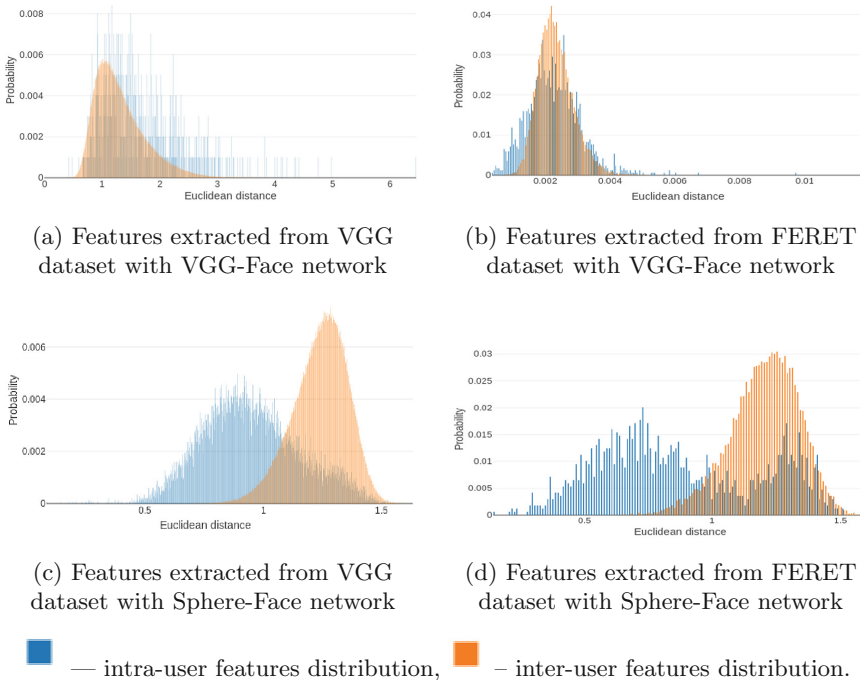 0.008
0.006
0.004
0.002
0
Probability
0 1 2 3 4 5 6
Euclidean distance
0.04
0.03
0.02
0.01
0
Probability
0.002 0.004 0.006 0.008 0.01
Euclidean distance
(a) Features extracted from VGG
dataset with VGG-Face network
(b) Features extracted from FERET
dataset with VGG-Face network
0.006
0.004
0.002
0
Probability
0.5 1 1.5
Euclidean distance
0.03
0.025
0.02
0.015
0.01
0.005
0
Probability
0.5 1 1.5
Euclidean distance
(c) Features extracted from VGG
dataset with Sphere-Face network
(d) Features extracted from FERET
dataset with Sphere-Face network
— intra-user features distribution, – inter-user features distribution.